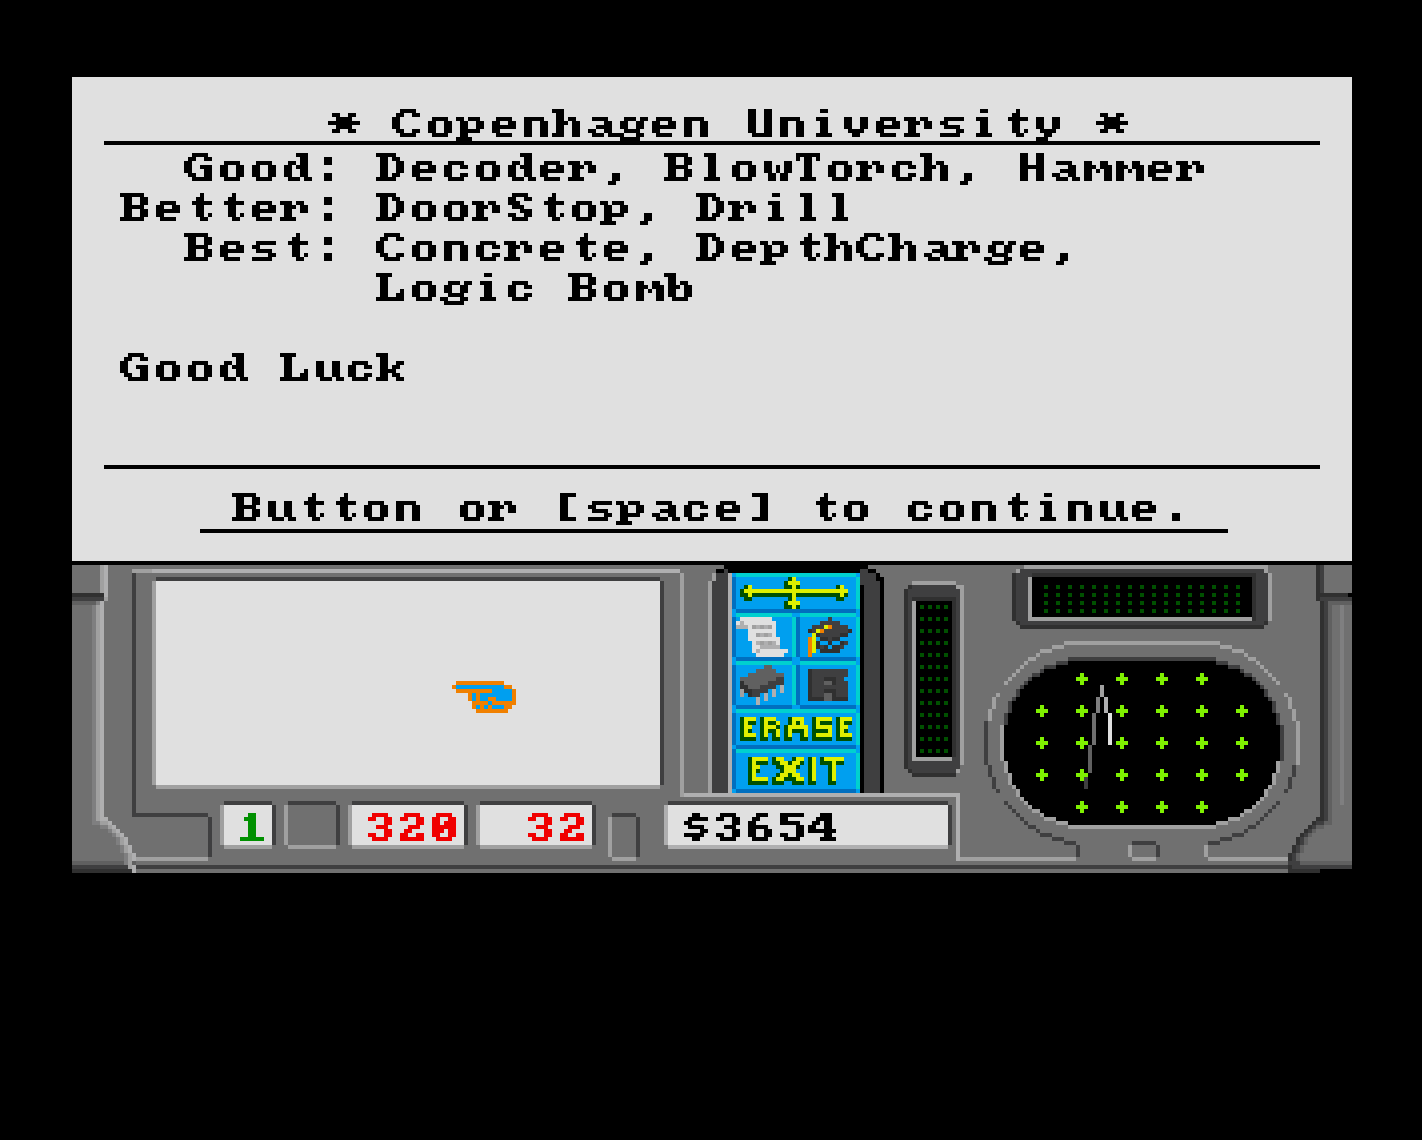 * Copenhagen University *
Good: Decoder, BlowTorch, Hammer
Better: DoorStop, Drill
Best: Concrete, DepthCharge,
Logic Bomb
Good Luck
Button or [space] to continue.
R
ERASE
EXIT
1 320 32 $3654